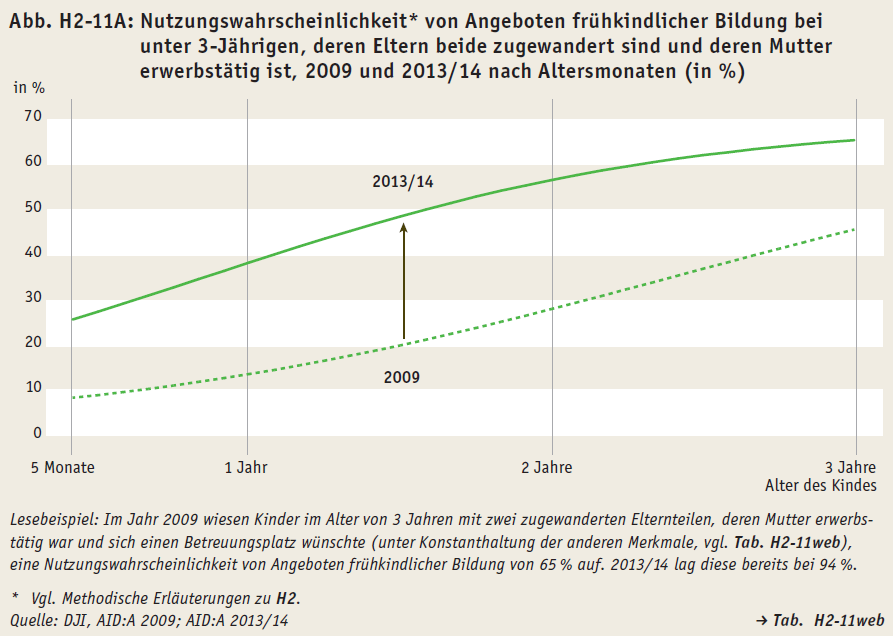 Abb. H2-11A: Nutzungswahrscheinlichkeit* von Angeboten frühkindlicher Bildung bei
unter 3-Jährigen, deren Eltern beide zugewandert sind und deren Mutter
erwerbstätig ist, 2009 und 2013/14 nach Altersmonaten (in %)
in %
70
60
2013/14
50
40
30
20
2009
10
0
5 Monate 1 Jahr 2 Jahre 3 Jahre
Alter des Kindes
Lesebeispiel: Im Jahr 2009 wiesen Kinder im Alter von 3 Jahren mit zwei zugewanderten Elternteilen, deren Mutter erwerbs-
tätig war und sich einen Betreuungsplatz wünschte (unter Konstanthaltung der anderen Merkmale, vgl. Tab. H2-11web),
eine Nutzungswahrscheinlichkeit von Angeboten frühkindlicher Bildung von 65 % auf. 2013/14 lag diese bereits bei 94 %.
* Vgl. Methodische Erläuterungen zu H2.
Quelle: DJI, AID:A 2009; AID:A 2013/14 → Tab. H2-11web